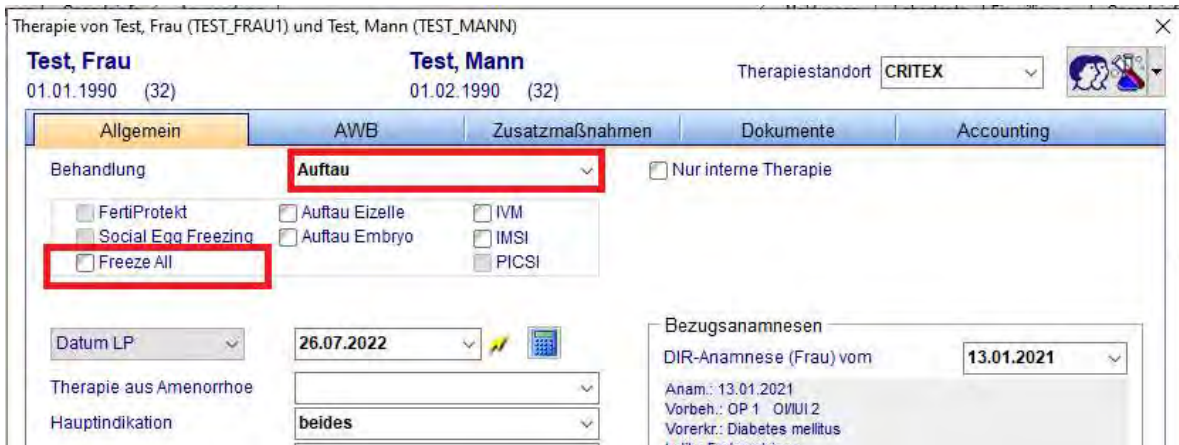 Therapie von Test, Frau (TEST_FRAU1) und Test, Mann (TEST_MANN)
Test, Frau Test, Mann Therapiestandort CRITEX
01.01.1990 (32) 01.02.1990 (32)
Allgemein AWB Zusatzmaßnahmen Dokumente Accounting
Behandlung Auftau Nur interne Therapie
FertiProtekt Auftau Eizelle IVM
Social Egg Freezing Auftau Embryo IMSI
Freeze All PICSI
Bezugsanamnesen
Datum LP 26.07.2022 DIR-Anamnese (Frau) vom 13.01.2021
Therapie aus Amenorrhoe Anam.: 13.01.2021
Vorbeh.: OP 1 OI/IUI 2
Hauptindikation beides Vorerkr.: Diabetes mellitus